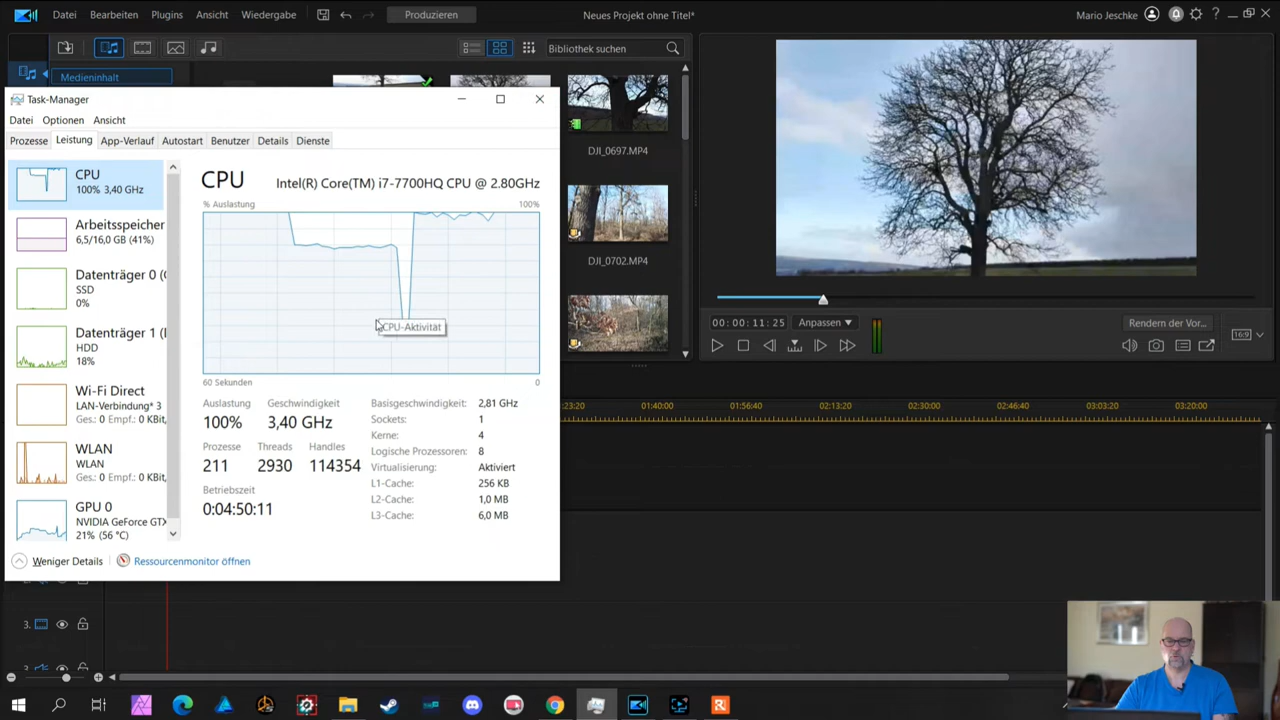 Datei Bearbeiten Plugins Ansicht Wiedergabe Produzieren Neues Projekt ohne Titel* Mario Jeschke
Bibliothek suchen
Medieninhalt
DJI_0697.MP4
DJI_0702.MP4
00:00:11:25 Anpassen Rendern der Vor... 16:9
Task-Manager
Datei Optionen Ansicht
Prozesse Leistung App-Verlauf Autostart Benutzer Details Dienste
CPU
100% 3,40 GHz
Arbeitsspeicher
6,5/16,0 GB (41%)
Datenträger 0 (
SSD
0%
Datenträger 1 (
HDD
18%
Wi-Fi Direct
LAN-Verbindung* 3
Ges.: 0 Empf.: 0 KBit,
WLAN
WLAN
Ges.: 0 Empf.: 0 KBit,
GPU 0
NVIDIA GeForce GTX
21% (56 °C)
CPU Intel(R) Core(TM) i7-7700HQ CPU @ 2.80GHz
% Auslastung 100%
CPU-Aktivität
60 Sekunden 0
Auslastung Geschwindigkeit
100% 3,40 GHz
Prozesse Threads Handles
211 2930 114354
Betriebszeit
0:04:50:11
Basisgeschwindigkeit: 2,81 GHz
Sockets: 1
Kerne: 4
Logische Prozessoren: 8
Virtualisierung: Aktiviert
L1-Cache: 256 KB
L2-Cache: 1,0 MB
L3-Cache: 6,0 MB
Weniger Details Ressourcenmonitor öffnen
:23:20 01:40:00 01:56:40 02:13:20 02:30:00 02:46:40 03:03:20 03:20:00
3.
3.